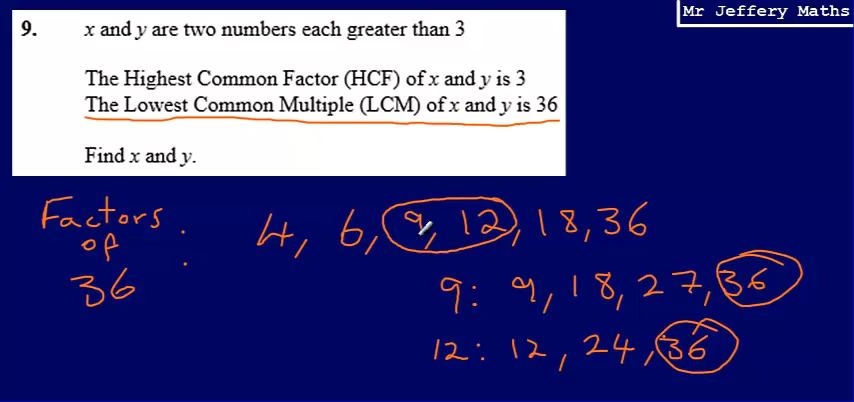 Mr Jeffery Maths
9. x and y are two numbers each greater than 3
The Highest Common Factor (HCF) of x and y is 3
The Lowest Common Multiple (LCM) of x and y is 36
Find x and y.
Factors
of
36
: 4, 6, 9, 12, 18, 36
9: 9, 18, 27, 36
12: 12, 24, 36